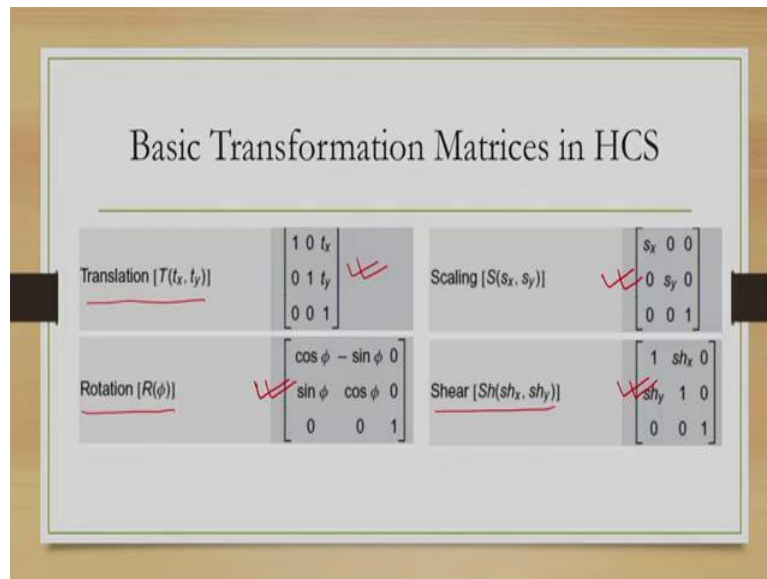 Basic Transformation Matrices in HCS
Translation [T(tx, ty)]
1 0 tx
0 1 ty
0 0 1
Scaling [S(sx, sy)]
sx 0 0
0 sy 0
0 0 1
Rotation [R(ϕ)]
cos ϕ – sin ϕ 0
sin ϕ cos ϕ 0
0 0 1
Shear [Sh(shx, shy)]
1 shx 0
shy 1 0
0 0 1